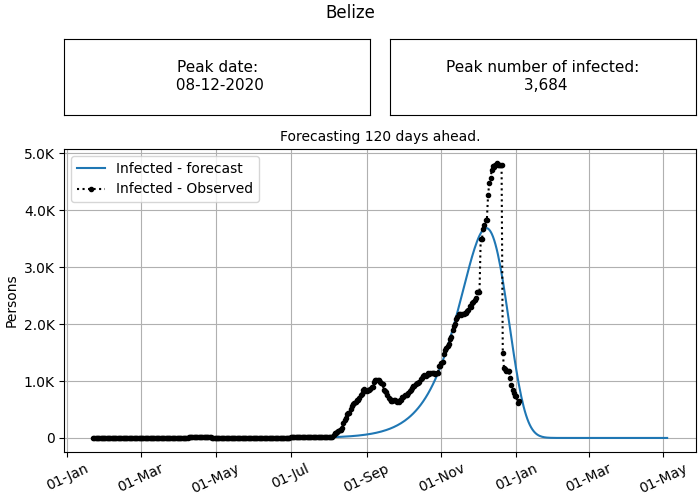 Belize
Peak date:
08-12-2020
Peak number of infected:
3,684
Forecasting 120 days ahead.
Infected - forecast
Infected - Observed
Persons
5.0K
4.0K
3.0K
2.0K
1.0K
0
01-Jan
01-Mar
01-May
01-Jul
01-Sep
01-Nov
01-Jan
01-Mar
01-May